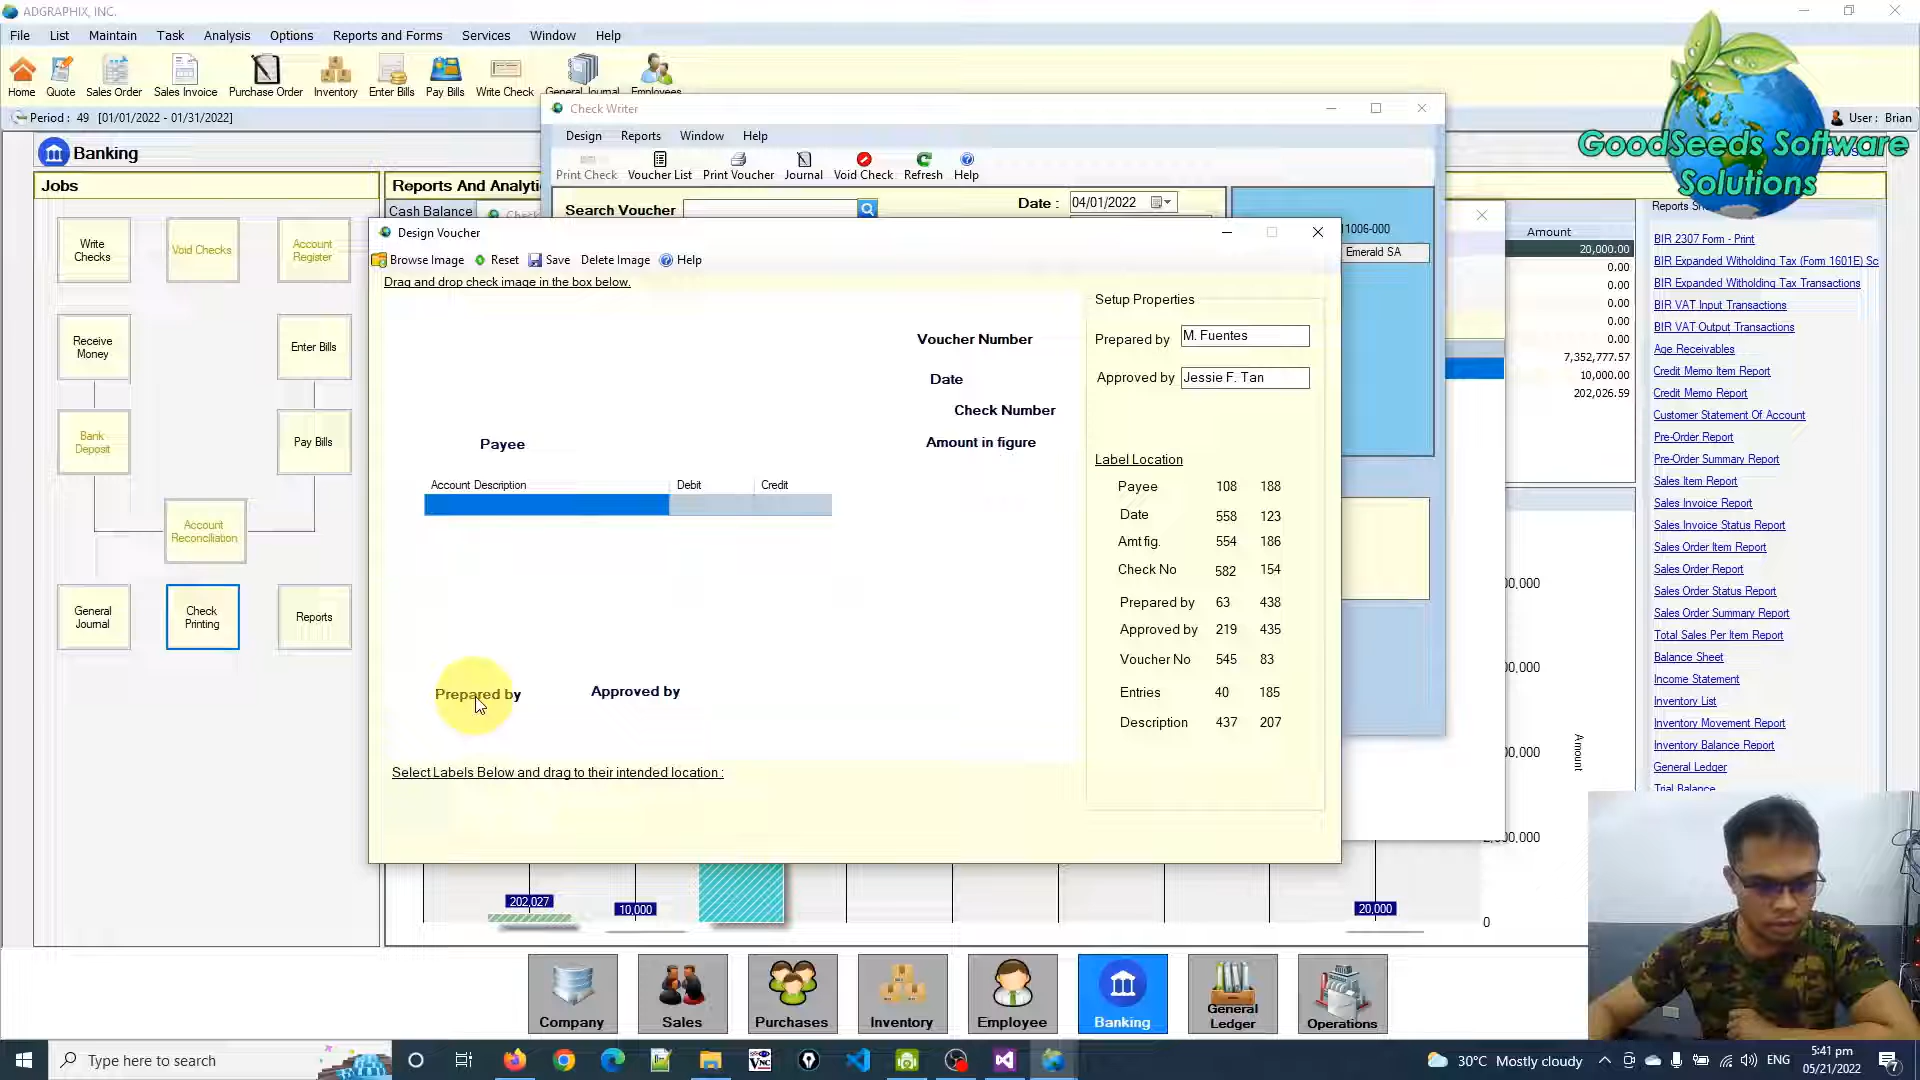 ADGRAPHIX, INC.
File List Maintain Task Analysis Options Reports and Forms Services Window Help
Home Quote Sales Order Sales Invoice Purchase Order Inventory Enter Bills Pay Bills Write Check General Journal Employees
Period : 49 [01/01/2022 - 01/31/2022]
User : Brian
GoodSeeds Software
Solutions
Banking
Jobs
Write
Checks
Void Checks
Account
Register
Receive
Money
Enter Bills
Bank
Deposit
Pay Bills
Account
Reconciliation
General
Journal
Check
Printing
Reports
Reports And Analyti
Cash Balance
Check Writer
Design Reports Window Help
Print Check Voucher List Print Voucher Journal Void Check Refresh Help
Search Voucher
Date : 04/01/2022
11006-000
Emerald SA
Design Voucher
Browse Image Reset Save Delete Image Help
Drag and drop check image in the box below.
Voucher Number
Date
Check Number
Amount in figure
Payee
Account Description Debit Credit
Prepared by
Approved by
Select Labels Below and drag to their intended location :
Setup Properties
Prepared by M. Fuentes
Approved by Jessie F. Tan
Label Location
Payee 108 188
Date 558 123
Amt fig. 554 186
Check No 582 154
Prepared by 63 438
Approved by 219 435
Voucher No 545 83
Entries 40 185
Description 437 207
Amount
20,000.00
0.00
0.00
0.00
0.00
0.00
7,352,777.57
10,000.00
202,026.59
BIR 2307 Form - Print
BIR Expanded Witholding Tax (Form 1601E) Sc
BIR Expanded Witholding Tax Transactions
BIR VAT Input Transactions
BIR VAT Output Transactions
Age Receivables
Credit Memo Item Report
Credit Memo Report
Customer Statement Of Account
Pre-Order Report
Pre-Order Summary Report
Sales Item Report
Sales Invoice Report
Sales Invoice Status Report
Sales Order Item Report
Sales Order Report
Sales Order Status Report
Sales Order Summary Report
Total Sales Per Item Report
Balance Sheet
Income Statement
Inventory List
Inventory Movement Report
Inventory Balance Report
General Ledger
Trial Balance
Amount
0
202,027
10,000
20,000
Company
Sales
Purchases
Inventory
Employee
Banking
General
Ledger
Operations
Type here to search
30°C Mostly cloudy
ENG
5:41 pm
05/21/2022
7